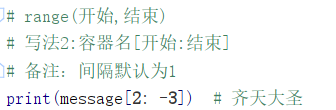 # range(开始,结束)
# 写法2:容器名[开始:结束]
# 备注：间隔默认为1
print(message[2: -3])  # 齐天大圣